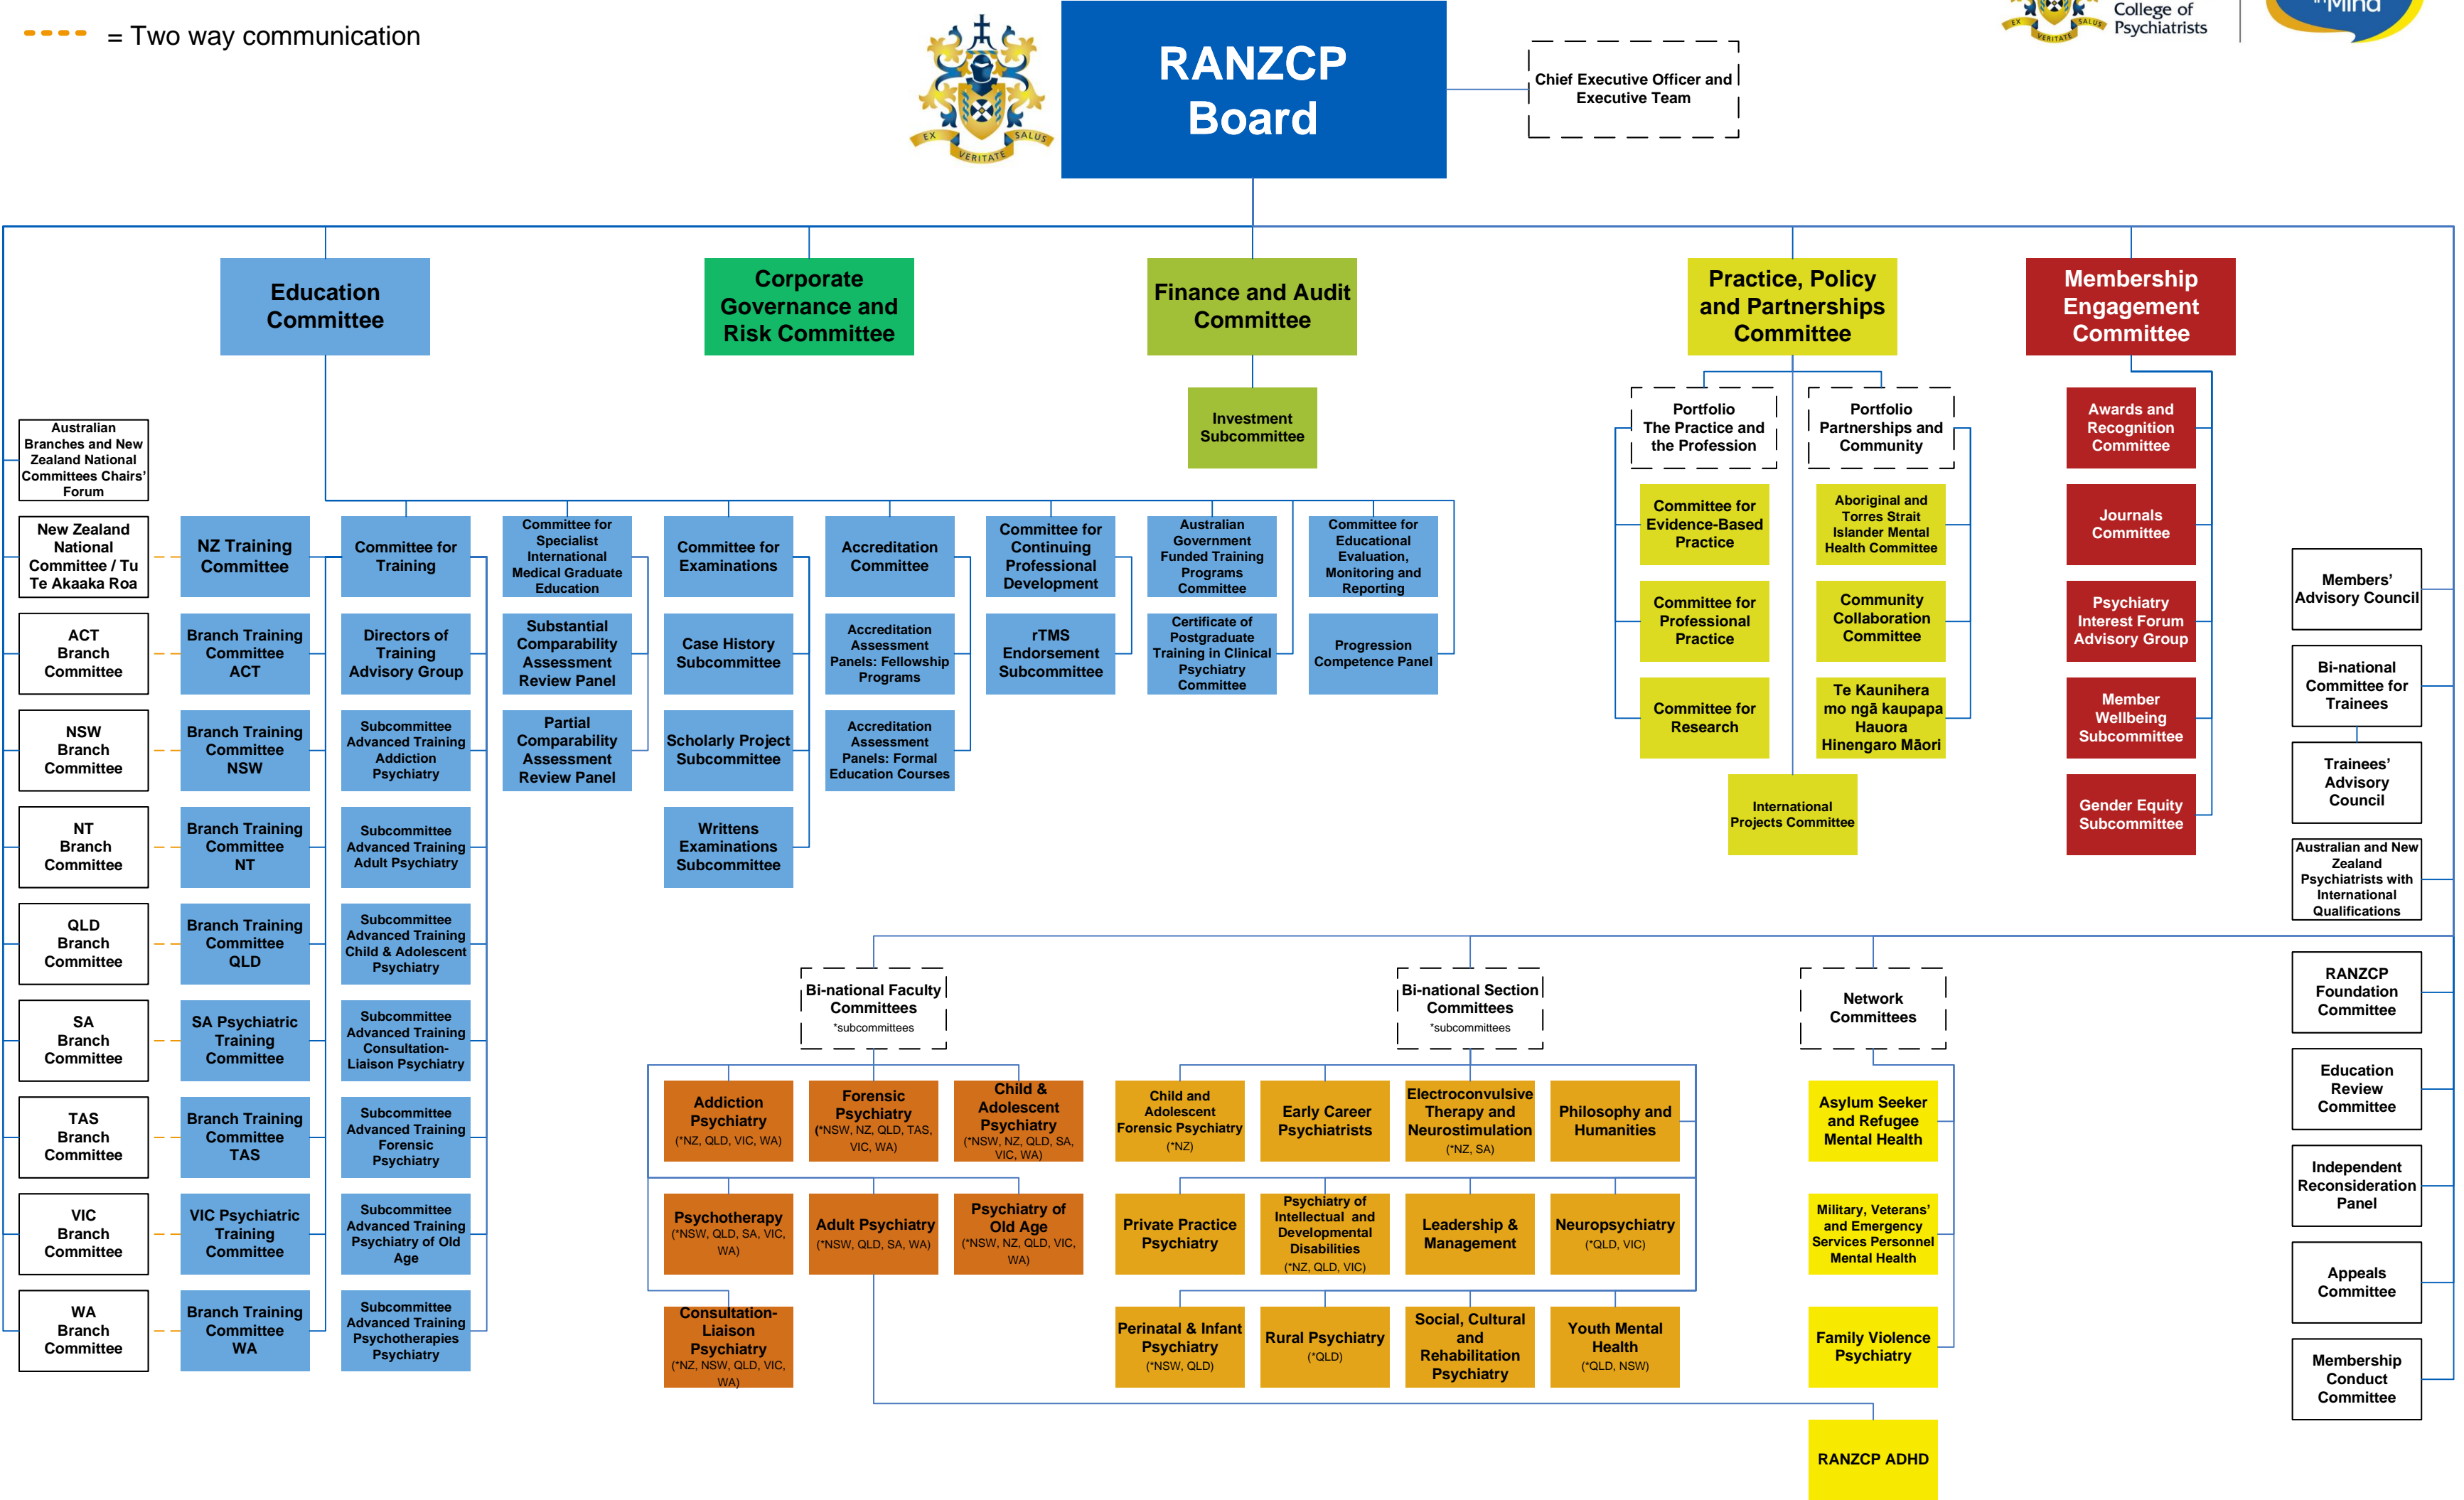 = Two way communication
EX
SALUS
VERITATE
RANZCP
Board
Chief Executive Officer and
Executive Team
EX
SALUS
VERITATE
College of
Psychiatrists
in Mind
Education
Committee
Corporate
Governance and
Risk Committee
Finance and Audit
Committee
Practice, Policy
and Partnerships
Committee
Membership
Engagement
Committee
Investment
Subcommittee
Portfolio
The Practice and
the Profession
Portfolio
Partnerships and
Community
Awards and
Recognition
Committee
Australian
Branches and New
Zealand National
Committees Chairs'
Forum
Committee for
Evidence-Based
Practice
Aboriginal and
Torres Strait
Islander Mental
Health Committee
Journals
Committee
New Zealand
National
Committee / Tu
Te Akaaka Roa
NZ Training
Committee
Committee for
Training
Committee for
Specialist
International
Medical Graduate
Education
Committee for
Examinations
Accreditation
Committee
Committee for
Continuing
Professional
Development
Australian
Government
Funded Training
Programs
Committee
Committee for
Educational
Evaluation,
Monitoring and
Reporting
Members'
Advisory Council
ACT
Branch
Committee
Branch Training
Committee
ACT
Directors of
Training
Advisory Group
Substantial
Comparability
Assessment
Review Panel
Case History
Subcommittee
Accreditation
Assessment
Panels: Fellowship
Programs
rTMS
Endorsement
Subcommittee
Certificate of
Postgraduate
Training in Clinical
Psychiatry
Committee
Progression
Competence Panel
Committee for
Professional
Practice
Community
Collaboration
Committee
Psychiatry
Interest Forum
Advisory Group
Bi-national
Committee for
Trainees
NSW
Branch
Committee
Branch Training
Committee
NSW
Subcommittee
Advanced Training
Addiction
Psychiatry
Partial
Comparability
Assessment
Review Panel
Scholarly Project
Subcommittee
Accreditation
Assessment
Panels: Formal
Education Courses
Committee for
Research
Te Kaunihera
mo ngā kaupapa
Hauora
Hinengaro Māori
Member
Wellbeing
Subcommittee
Trainees'
Advisory
Council
NT
Branch
Committee
Branch Training
Committee
NT
Subcommittee
Advanced Training
Adult Psychiatry
Writtens
Examinations
Subcommittee
International
Projects Committee
Gender Equity
Subcommittee
Australian and New
Zealand
Psychiatrists with
International
Qualifications
QLD
Branch
Committee
Branch Training
Committee
QLD
Subcommittee
Advanced Training
Child & Adolescent
Psychiatry
Bi-national Faculty
Committees
*subcommittees
Bi-national Section
Committees
*subcommittees
Network
Committees
RANZCP
Foundation
Committee
SA
Branch
Committee
SA Psychiatric
Training
Committee
Subcommittee
Advanced Training
Consultation-
Liaison Psychiatry
Addiction
Psychiatry
(*NZ, QLD, VIC, WA)
Forensic
Psychiatry
(*NSW, NZ, QLD, TAS,
VIC, WA)
Child &
Adolescent
Psychiatry
(*NSW, NZ, QLD, SA,
VIC, WA)
Child and
Adolescent
Forensic Psychiatry
(*NZ)
Early Career
Psychiatrists
Electroconvulsive
Therapy and
Neurostimulation
(*NZ, SA)
Philosophy and
Humanities
Asylum Seeker
and Refugee
Mental Health
Education
Review
Committee
TAS
Branch
Committee
Branch Training
Committee
TAS
Subcommittee
Advanced Training
Forensic
Psychiatry
Independent
Reconsideration
Panel
VIC
Branch
Committee
VIC Psychiatric
Training
Committee
Subcommittee
Advanced Training
Psychiatry of Old
Age
Psychotherapy
(*NSW, QLD, SA, VIC,
WA)
Adult Psychiatry
(*NSW, QLD, SA, WA)
Psychiatry of
Old Age
(*NSW, NZ, QLD, VIC,
WA)
Private Practice
Psychiatry
Psychiatry of
Intellectual and
Developmental
Disabilities
(*NZ, QLD, VIC)
Leadership &
Management
Neuropsychiatry
(*QLD, VIC)
Military, Veterans'
and Emergency
Services Personnel
Mental Health
Appeals
Committee
WA
Branch
Committee
Branch Training
Committee
WA
Subcommittee
Advanced Training
Psychotherapies
Psychiatry
Consultation-
Liaison
Psychiatry
(*NZ, NSW, QLD, VIC,
WA)
Perinatal & Infant
Psychiatry
(*NSW, QLD)
Rural Psychiatry
(*QLD)
Social, Cultural
and
Rehabilitation
Psychiatry
Youth Mental
Health
(*QLD, NSW)
Family Violence
Psychiatry
Membership
Conduct
Committee
RANZCP ADHD